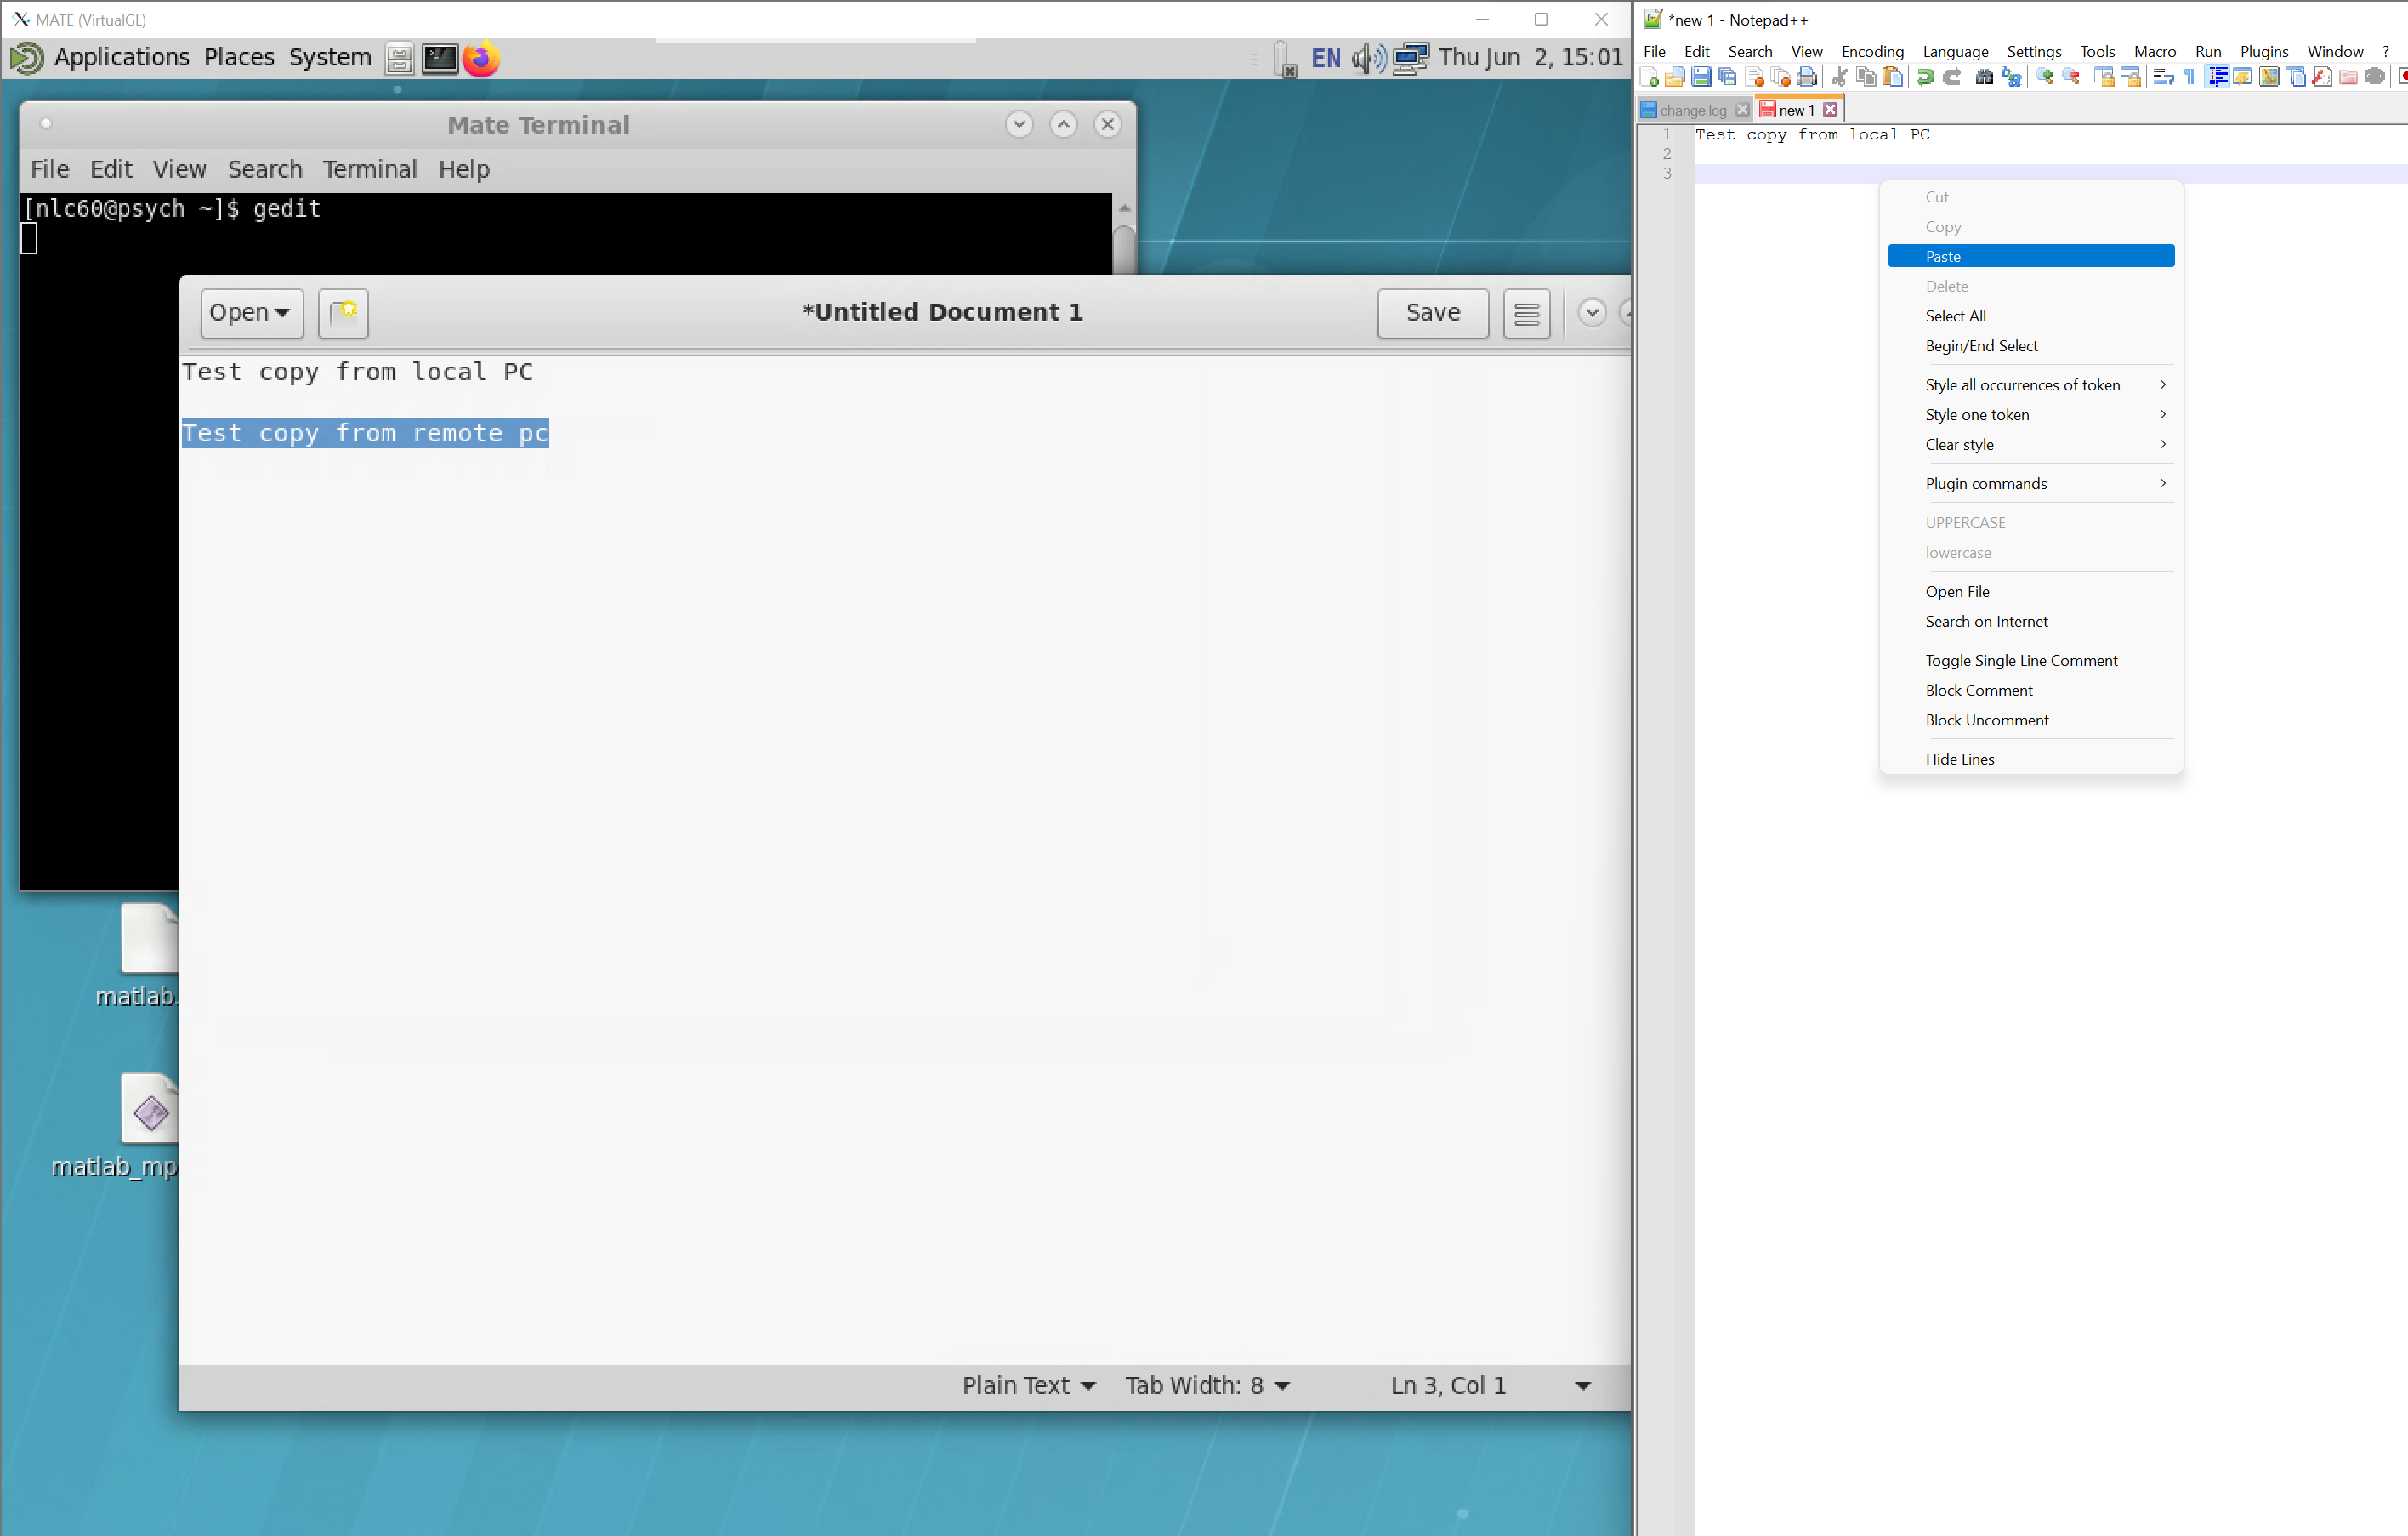 MATE (VirtualGL)
Applications Places System EN Thu Jun 2, 15:01
Mate Terminal
File Edit View Search Terminal Help
[nlc60@psych ~]$ gedit
Open *Untitled Document 1 Save
Test copy from local PC
Test copy from remote pc
matlab.
matlab_mp
Plain Text Tab Width: 8 Ln 3, Col 1
*new 1 - Notepad++
File Edit Search View Encoding Language Settings Tools Macro Run Plugins Window ?
change.log new 1
1 Test copy from local PC
2
3
Cut
Copy
Paste
Delete
Select All
Begin/End Select
Style all occurrences of token
Style one token
Clear style
Plugin commands
UPPERCASE
lowercase
Open File
Search on Internet
Toggle Single Line Comment
Block Comment
Block Uncomment
Hide Lines